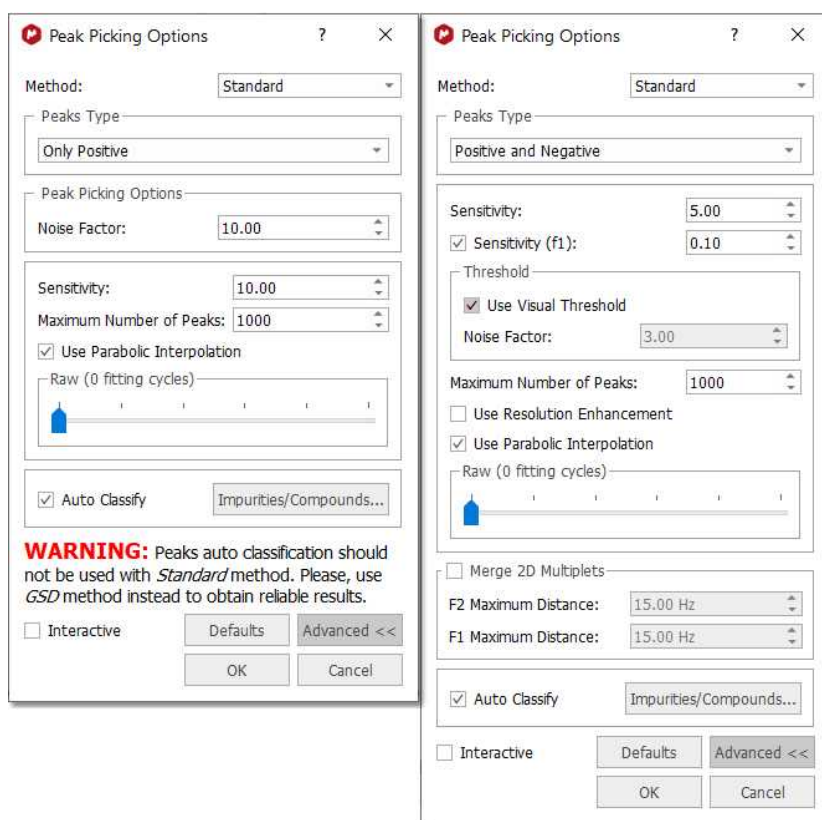 Peak Picking Options ? ×
Method: Standard
Peaks Type
Only Positive
Peak Picking Options
Noise Factor: 10.00
Sensitivity: 10.00
Maximum Number of Peaks: 1000
Use Parabolic Interpolation
Raw (0 fitting cycles)
Auto Classify Impurities/Compounds...
WARNING: Peaks auto classification should
not be used with Standard method. Please, use
GSD method instead to obtain reliable results.
Interactive Defaults Advanced <<
OK Cancel
Peak Picking Options ? ×
Method: Standard
Peaks Type
Positive and Negative
Sensitivity: 5.00
Sensitivity (f1): 0.10
Threshold
Use Visual Threshold
Noise Factor: 3.00
Maximum Number of Peaks: 1000
Use Resolution Enhancement
Use Parabolic Interpolation
Raw (0 fitting cycles)
Merge 2D Multiplets
F2 Maximum Distance: 15.00 Hz
F1 Maximum Distance: 15.00 Hz
Auto Classify Impurities/Compounds...
Interactive Defaults Advanced <<
OK Cancel